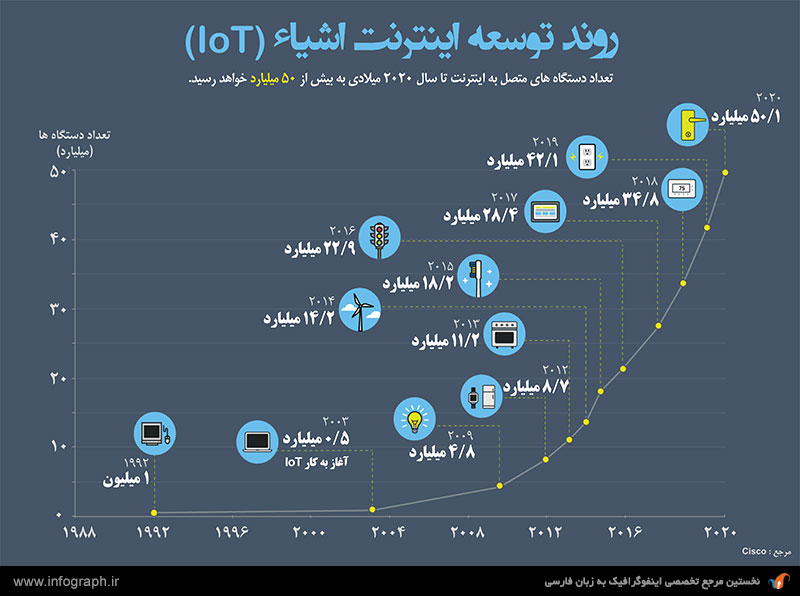 روند توسعه اینترنت اشیاء (IoT)
تعداد دستگاه های متصل به اینترنت تا سال ۲۰۲۰ میلادی به بیش از ۵۰ میلیارد خواهد رسید.
تعداد دستگاه ها
(میلیارد)
۵۰
۴۰
۳۰
۲۰
۱۰
۰
۱۹۹۲
۱ میلیون
۲۰۰۳
۰/۵ میلیارد
آغاز به کار IoT
۲۰۰۹
۴/۸ میلیارد
۲۰۱۲
۸/۷ میلیارد
۲۰۱۳
۱۱/۲ میلیارد
۲۰۱۴
۱۴/۲ میلیارد
۲۰۱۵
۱۸/۲ میلیارد
۲۰۱۶
۲۲/۹ میلیارد
۲۰۱۷
۲۸/۴ میلیارد
۲۰۱۸
۳۴/۸ میلیارد
75
۲۰۱۹
۴۲/۱ میلیارد
۲۰۲۰
۵۰/۱ میلیارد
۱۹۸۸ ۱۹۹۲ ۱۹۹۶ ۲۰۰۰ ۲۰۰۴ ۲۰۰۸ ۲۰۱۲ ۲۰۱۶ ۲۰۲۰
مرجع : Cisco
نخستین مرجع تخصصی اینفوگرافیک به زبان فارسی
www.infograph.ir